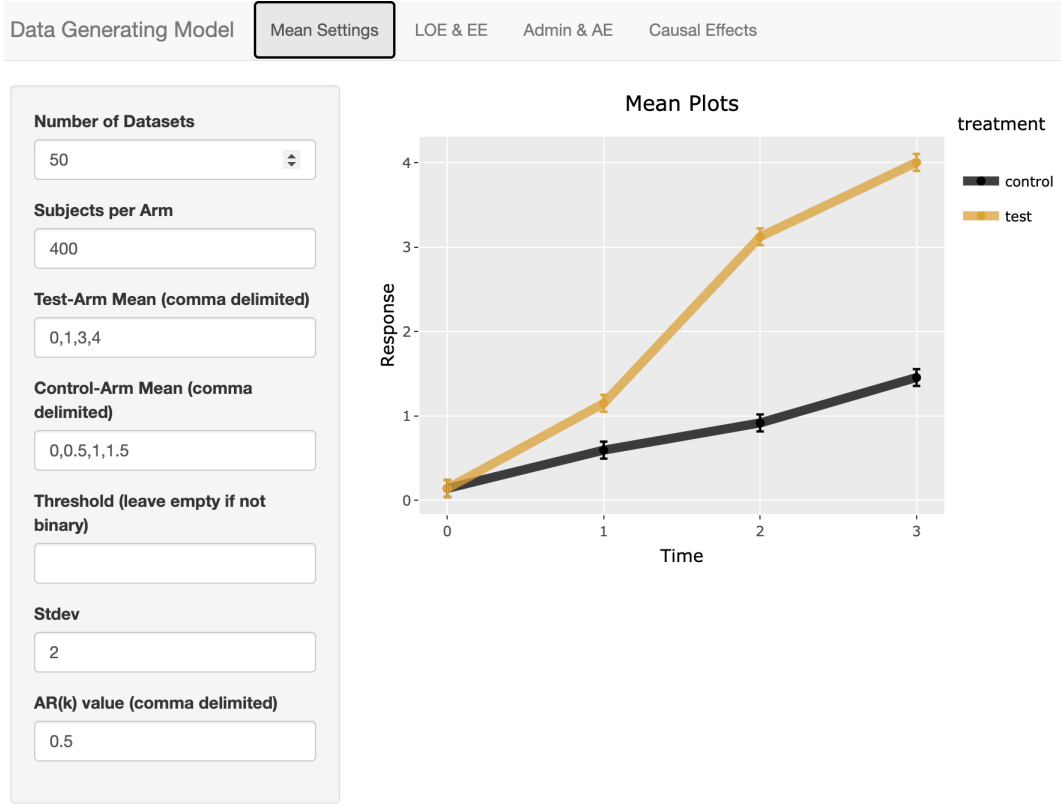 Data Generating Model
Mean Settings
LOE & EE
Admin & AE
Causal Effects
Number of Datasets
50
Subjects per Arm
400
Test-Arm Mean (comma delimited)
0,1,3,4
Control-Arm Mean (comma
delimited)
0,0.5,1,1.5
Threshold (leave empty if not
binary)
Stdev
2
AR(k) value (comma delimited)
0.5
Mean Plots
treatment
control
test
Response
4
3
2
1
0
0
1
2
3
Time